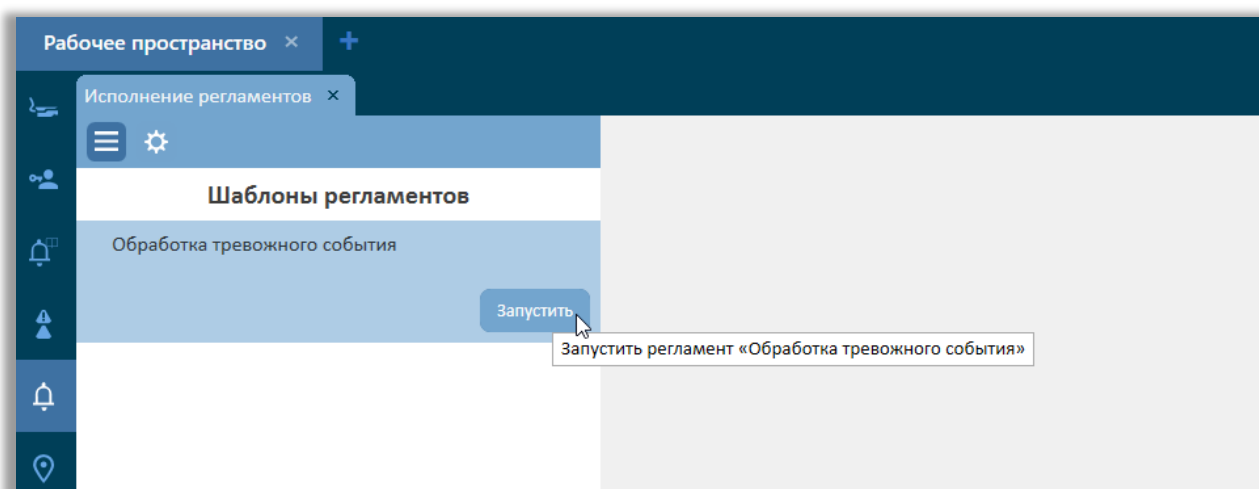 Рабочее пространство
Исполнение регламентов
Шаблоны регламентов
Обработка тревожного события
Запустить
Запустить регламент «Обработка тревожного события»